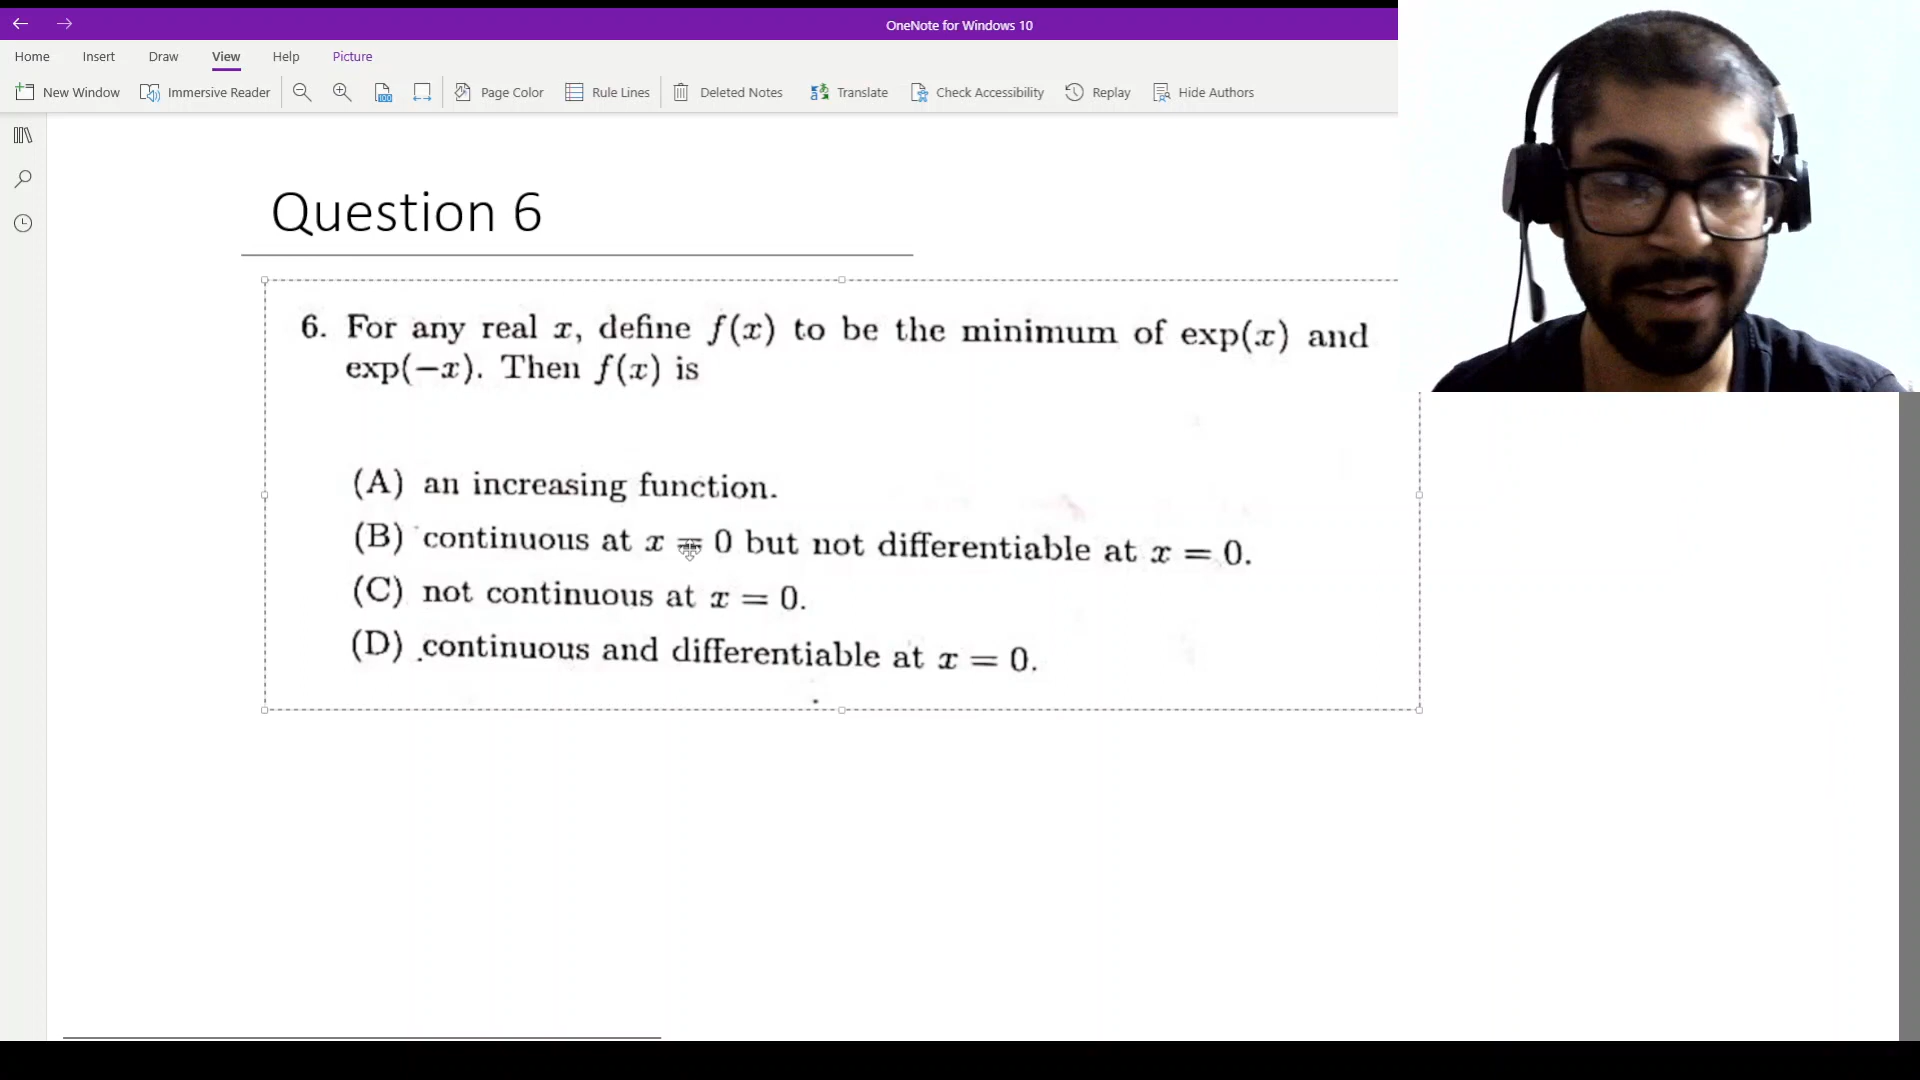 OneNote for Windows 10
Home Insert Draw View Help Picture
New Window Immersive Reader 100 Page Color Rule Lines Deleted Notes Translate Check Accessibility Replay Hide Authors
Question 6
6. For any real x, define f(x) to be the minimum of exp(x) and
exp(−x). Then f(x) is
(A) an increasing function.
(B) continuous at x = 0 but not differentiable at x = 0.
(C) not continuous at x = 0.
(D) continuous and differentiable at x = 0.